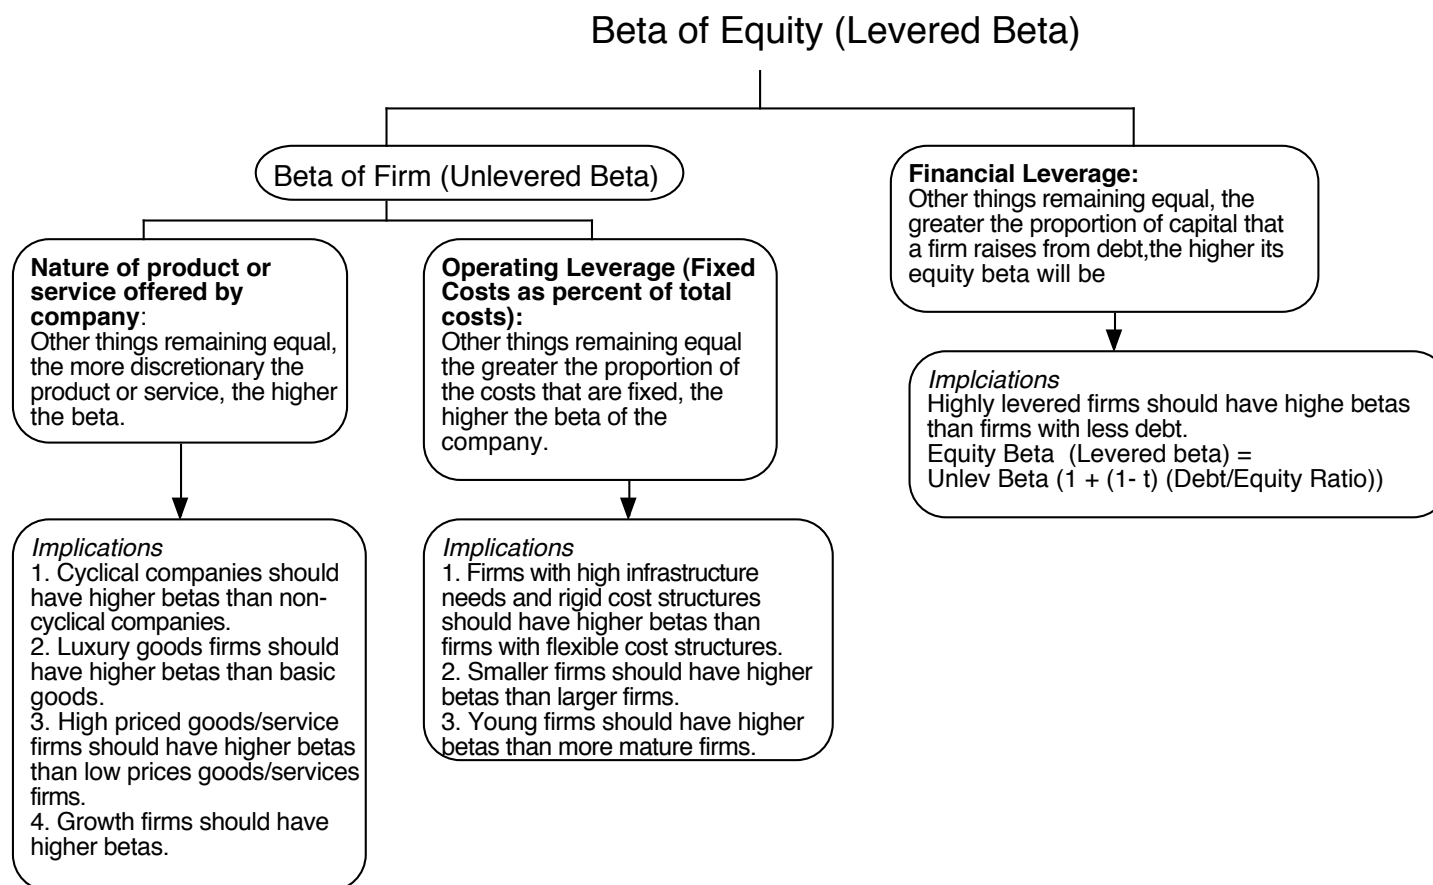 Beta of Equity (Levered Beta)
Beta of Firm (Unlevered Beta)
Financial Leverage:
Other things remaining equal, the
greater the proportion of capital that
a firm raises from debt,the higher its
equity beta will be
Nature of product or
service offered by
company:
Other things remaining equal,
the more discretionary the
product or service, the higher
the beta.
Operating Leverage (Fixed
Costs as percent of total
costs):
Other things remaining equal
the greater the proportion of
the costs that are fixed, the
higher the beta of the
company.
Implciations
Highly levered firms should have highe betas
than firms with less debt.
Equity Beta (Levered beta) =
Unlev Beta (1 + (1- t) (Debt/Equity Ratio))
Implications
1. Cyclical companies should
have higher betas than non-
cyclical companies.
2. Luxury goods firms should
have higher betas than basic
goods.
3. High priced goods/service
firms should have higher betas
than low prices goods/services
firms.
4. Growth firms should have
higher betas.
Implications
1. Firms with high infrastructure
needs and rigid cost structures
should have higher betas than
firms with flexible cost structures.
2. Smaller firms should have higher
betas than larger firms.
3. Young firms should have higher
betas than more mature firms.